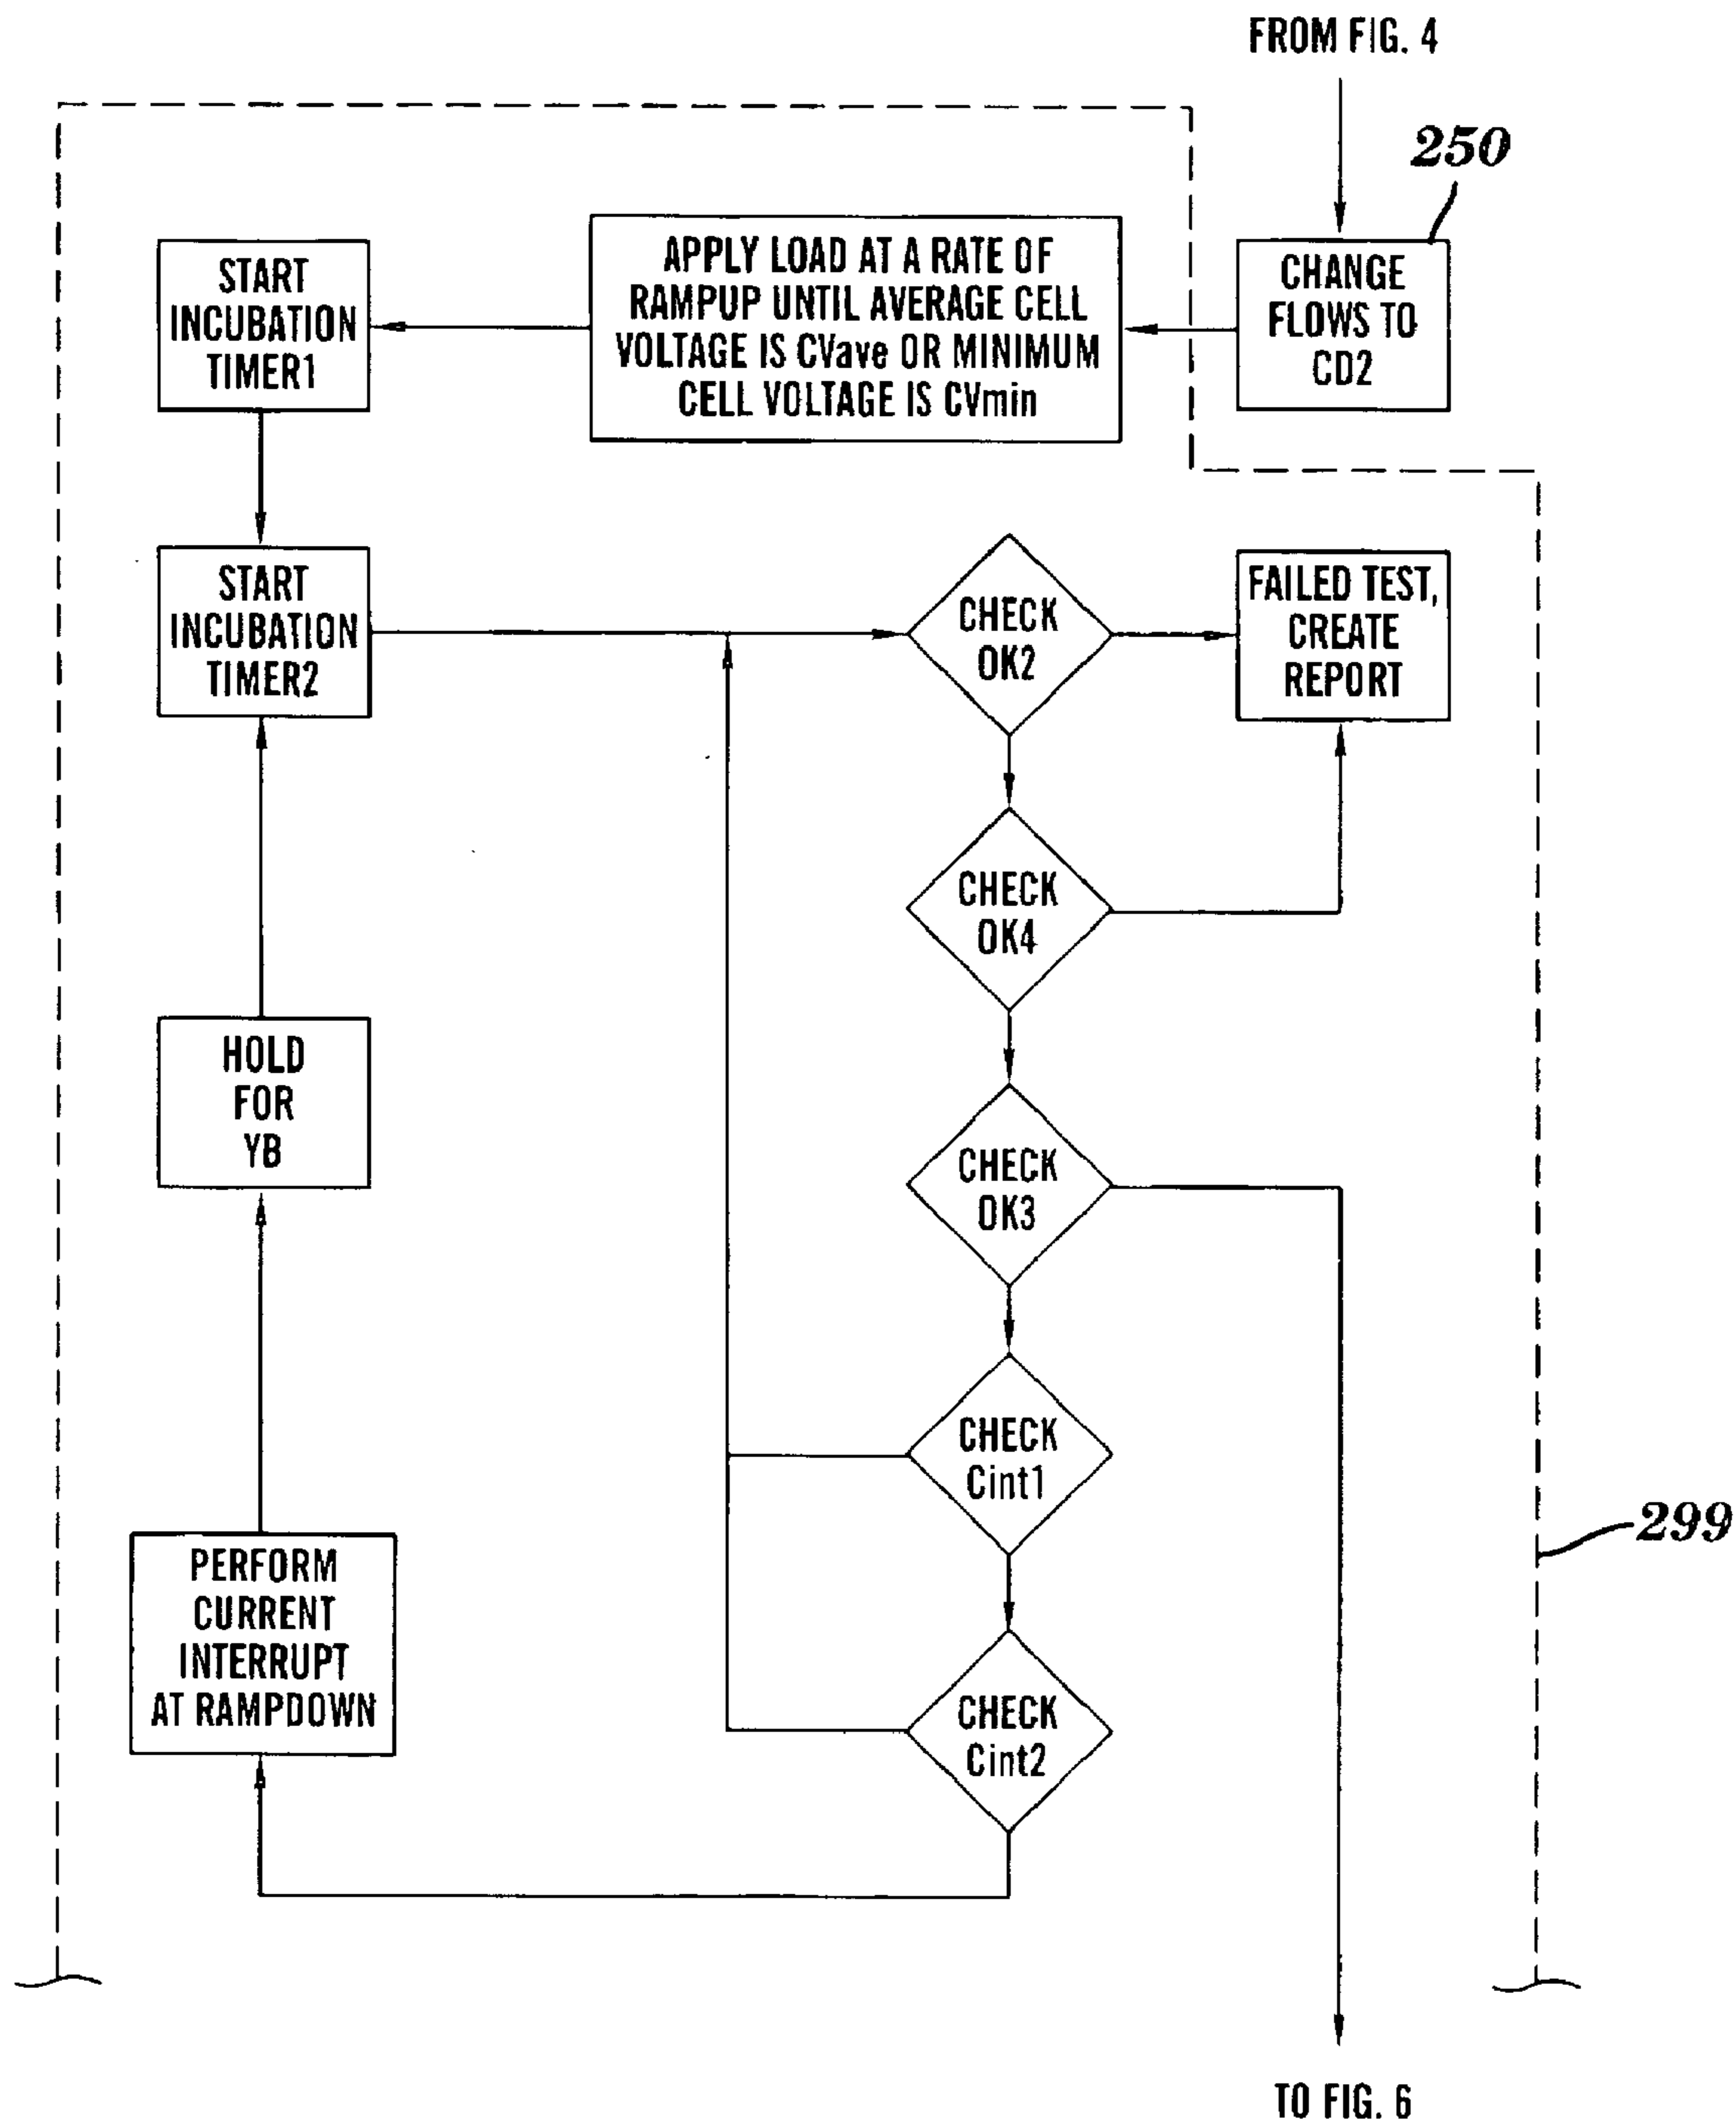 FROM FIG. 4
250
START
INCUBATION
TIMER1
APPLY LOAD AT A RATE OF
RAMPUP UNTIL AVERAGE CELL
VOLTAGE IS CVave OR MINIMUM
CELL VOLTAGE IS CVmin
CHANGE
FLOWS TO
CD2
START
INCUBATION
TIMER2
CHECK
OK2
FAILED TEST,
CREATE
REPORT
CHECK
OK4
HOLD
FOR
YB
CHECK
OK3
CHECK
Cint1
299
PERFORM
CURRENT
INTERRUPT
AT RAMPDOWN
CHECK
Cint2
TO FIG. 6